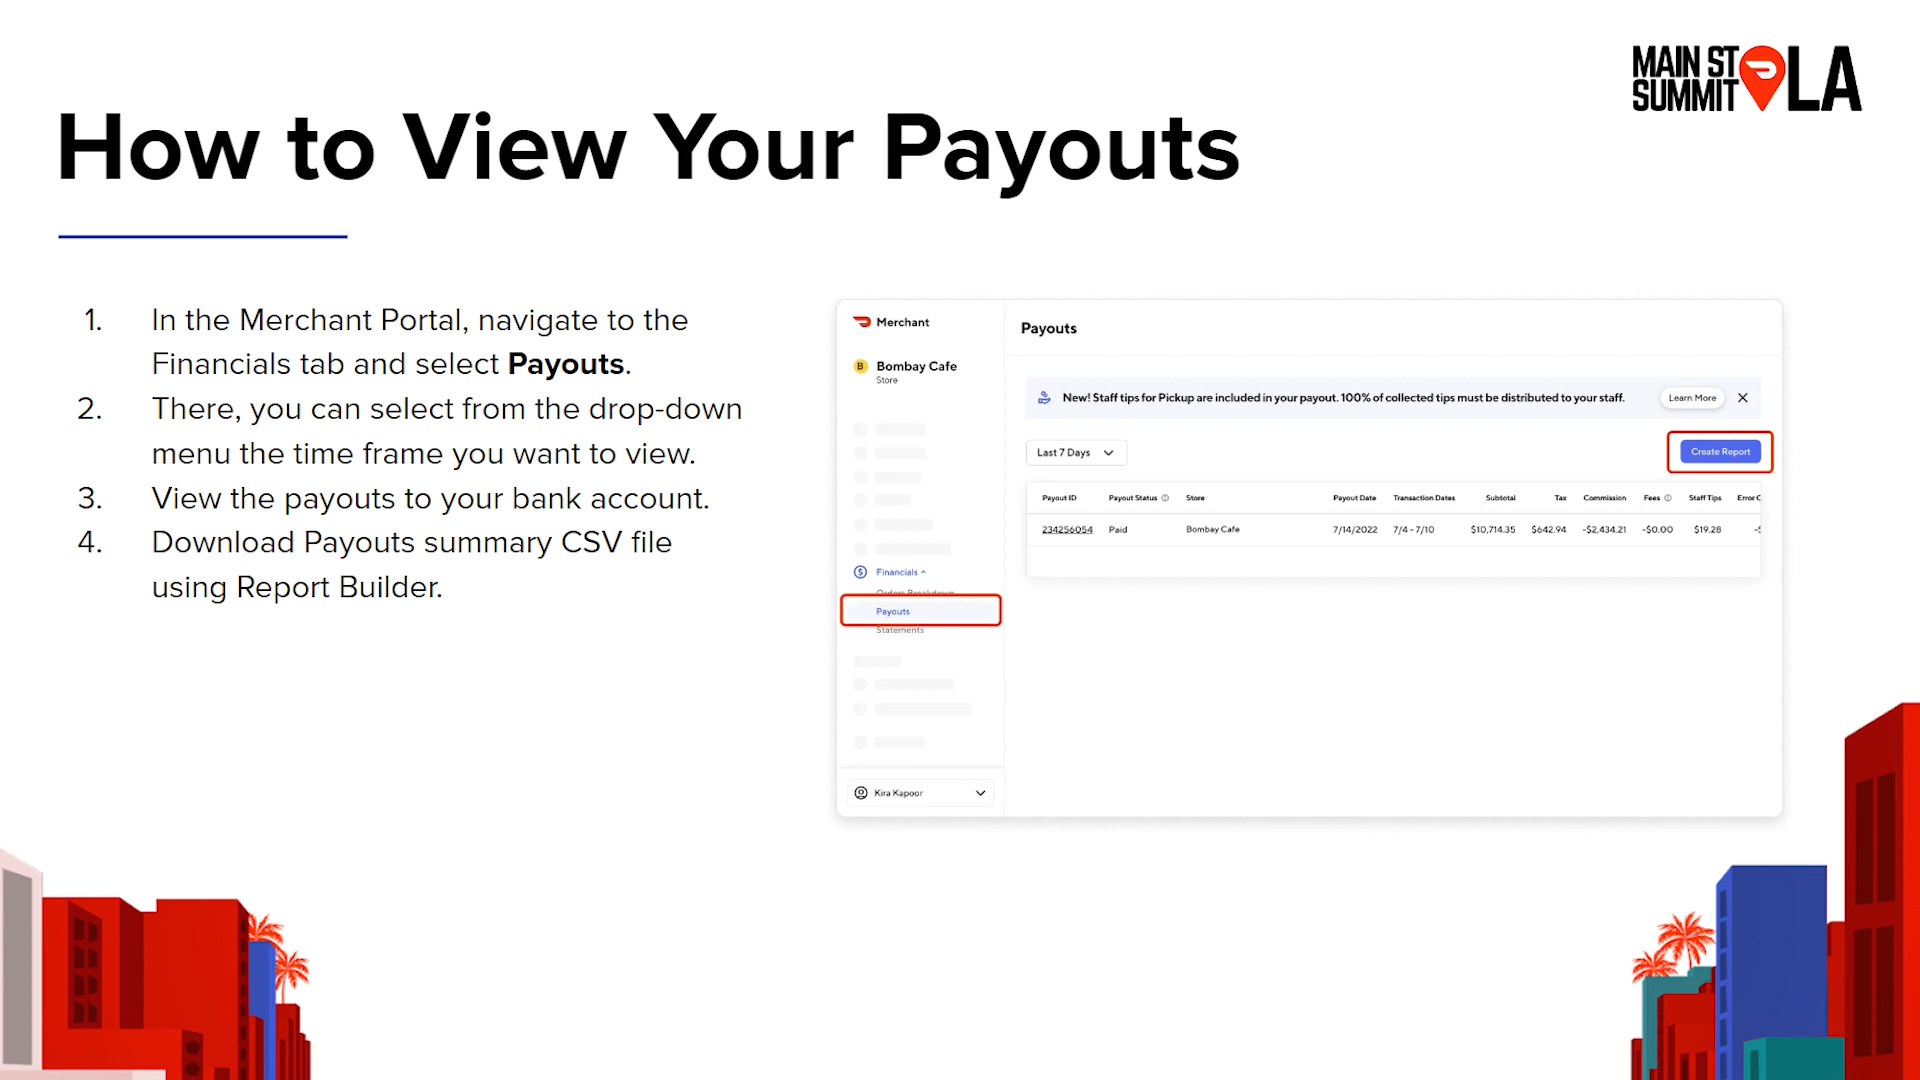 MAIN ST
SUMMIT
LA
How to View Your Payouts
1. In the Merchant Portal, navigate to the
Financials tab and select Payouts.
2. There, you can select from the drop-down
menu the time frame you want to view.
3. View the payouts to your bank account.
4. Download Payouts summary CSV file
using Report Builder.
Merchant
Bombay Cafe
Store
Financials
Orders Breakdown
Payouts
Statements
Kira Kapoor
Payouts
New! Staff tips for Pickup are included in your payout. 100% of collected tips must be distributed to your staff.
Learn More
Last 7 Days
Create Report
Payout ID Payout Status Store Payout Date Transaction Dates Subtotal Tax Commission Fees Staff Tips Error C
234256054 Paid Bombay Cafe 7/14/2022 7/4-7/10 $10,714.35 $642.94 -$2,434.21 -$0.00 $19.28